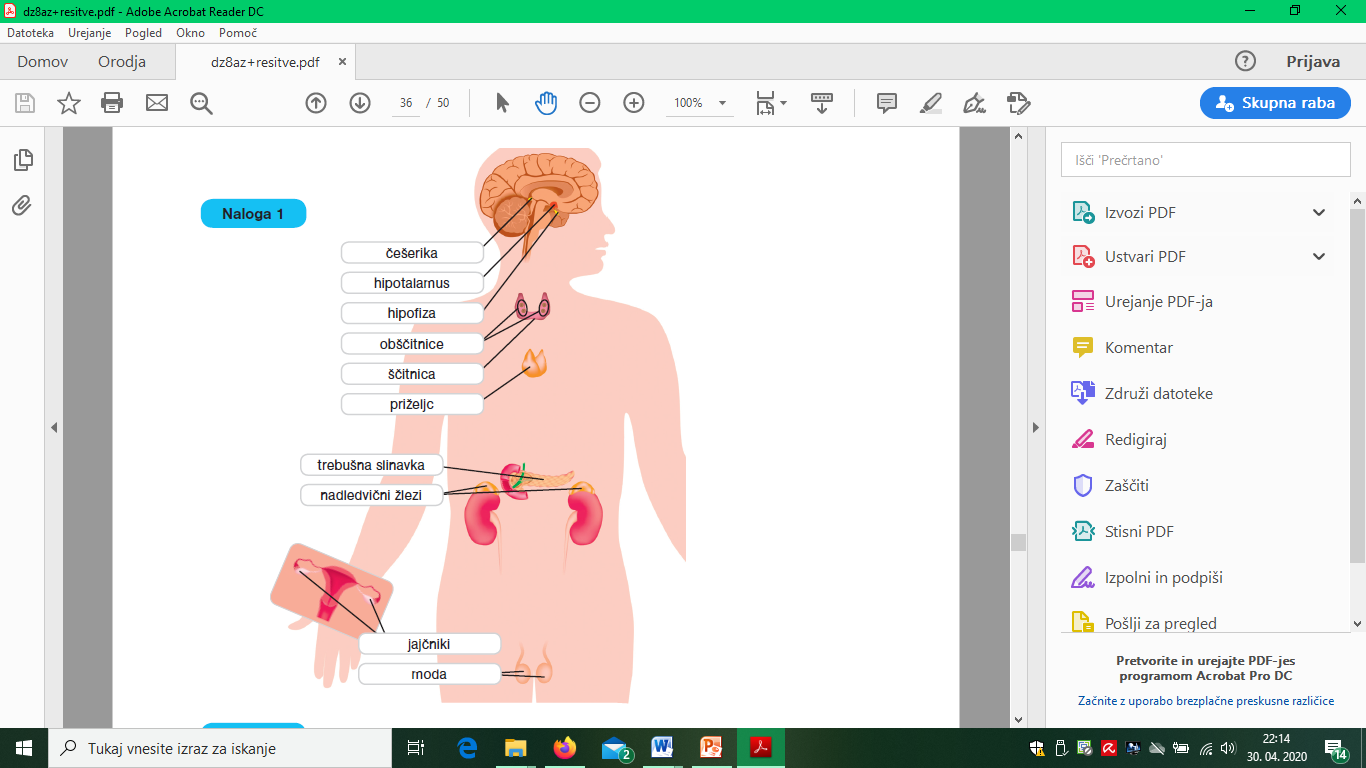 dz8az+resitve.pdf - Adobe Acrobat Reader DC
Datoteka Urejanje Pogled Okno Pomoč
Domov Orodja dz8az+resitve.pdf × Prijava
36 / 50 100% Skupna raba
Naloga 1
češerika
hipotalamus
hipofiza
obščitnice
ščitnica
priželjc
trebušna slinavka
nadledvični žlezi
jajčniki
moda
Išči 'Prečrtano'
Izvozi PDF
Ustvari PDF
Urejanje PDF-ja
Komentar
Združi datoteke
Redigiraj
Zaščiti
Stisni PDF
Izpolni in podpiši
Pošlji za pregled
Pretvorite in urejajte PDF-jes
programom Acrobat Pro DC
Začnite z uporabo brezplačne preskusne različice
Tukaj vnesite izraz za iskanje
2
22:14
30. 04. 2020
14